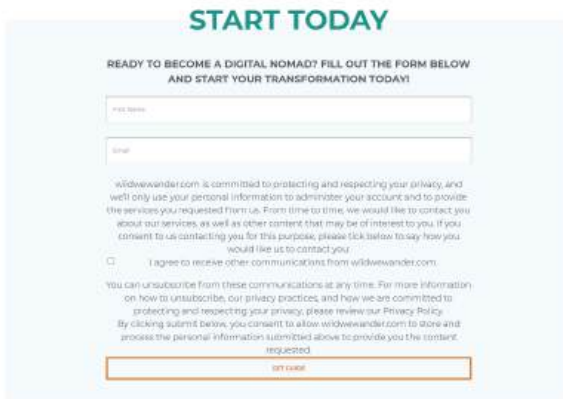 START TODAY
READY TO BECOME A DIGITAL NOMAD? FILL OUT THE FORM BELOW
AND START YOUR TRANSFORMATION TODAY!
First Name
Email
wildwewander.com is committed to protecting and respecting your privacy, and
we'll only use your personal information to administer your account and to provide
the services you requested from us. From time to time, we would like to contact you
about our services, as well as other content that may be of interest to you. If you
consent to us contacting you for this purpose, please tick below to say how you
would like us to contact you:
I agree to receive other communications from wildwewander.com.
You can unsubscribe from these communications at any time. For more information
on how to unsubscribe, our privacy practices, and how we are committed to
protecting and respecting your privacy, please review our Privacy Policy.
By clicking submit below, you consent to allow wildwewander.com to store and
process the personal information submitted above to provide you the content
requested.
GET GUIDE